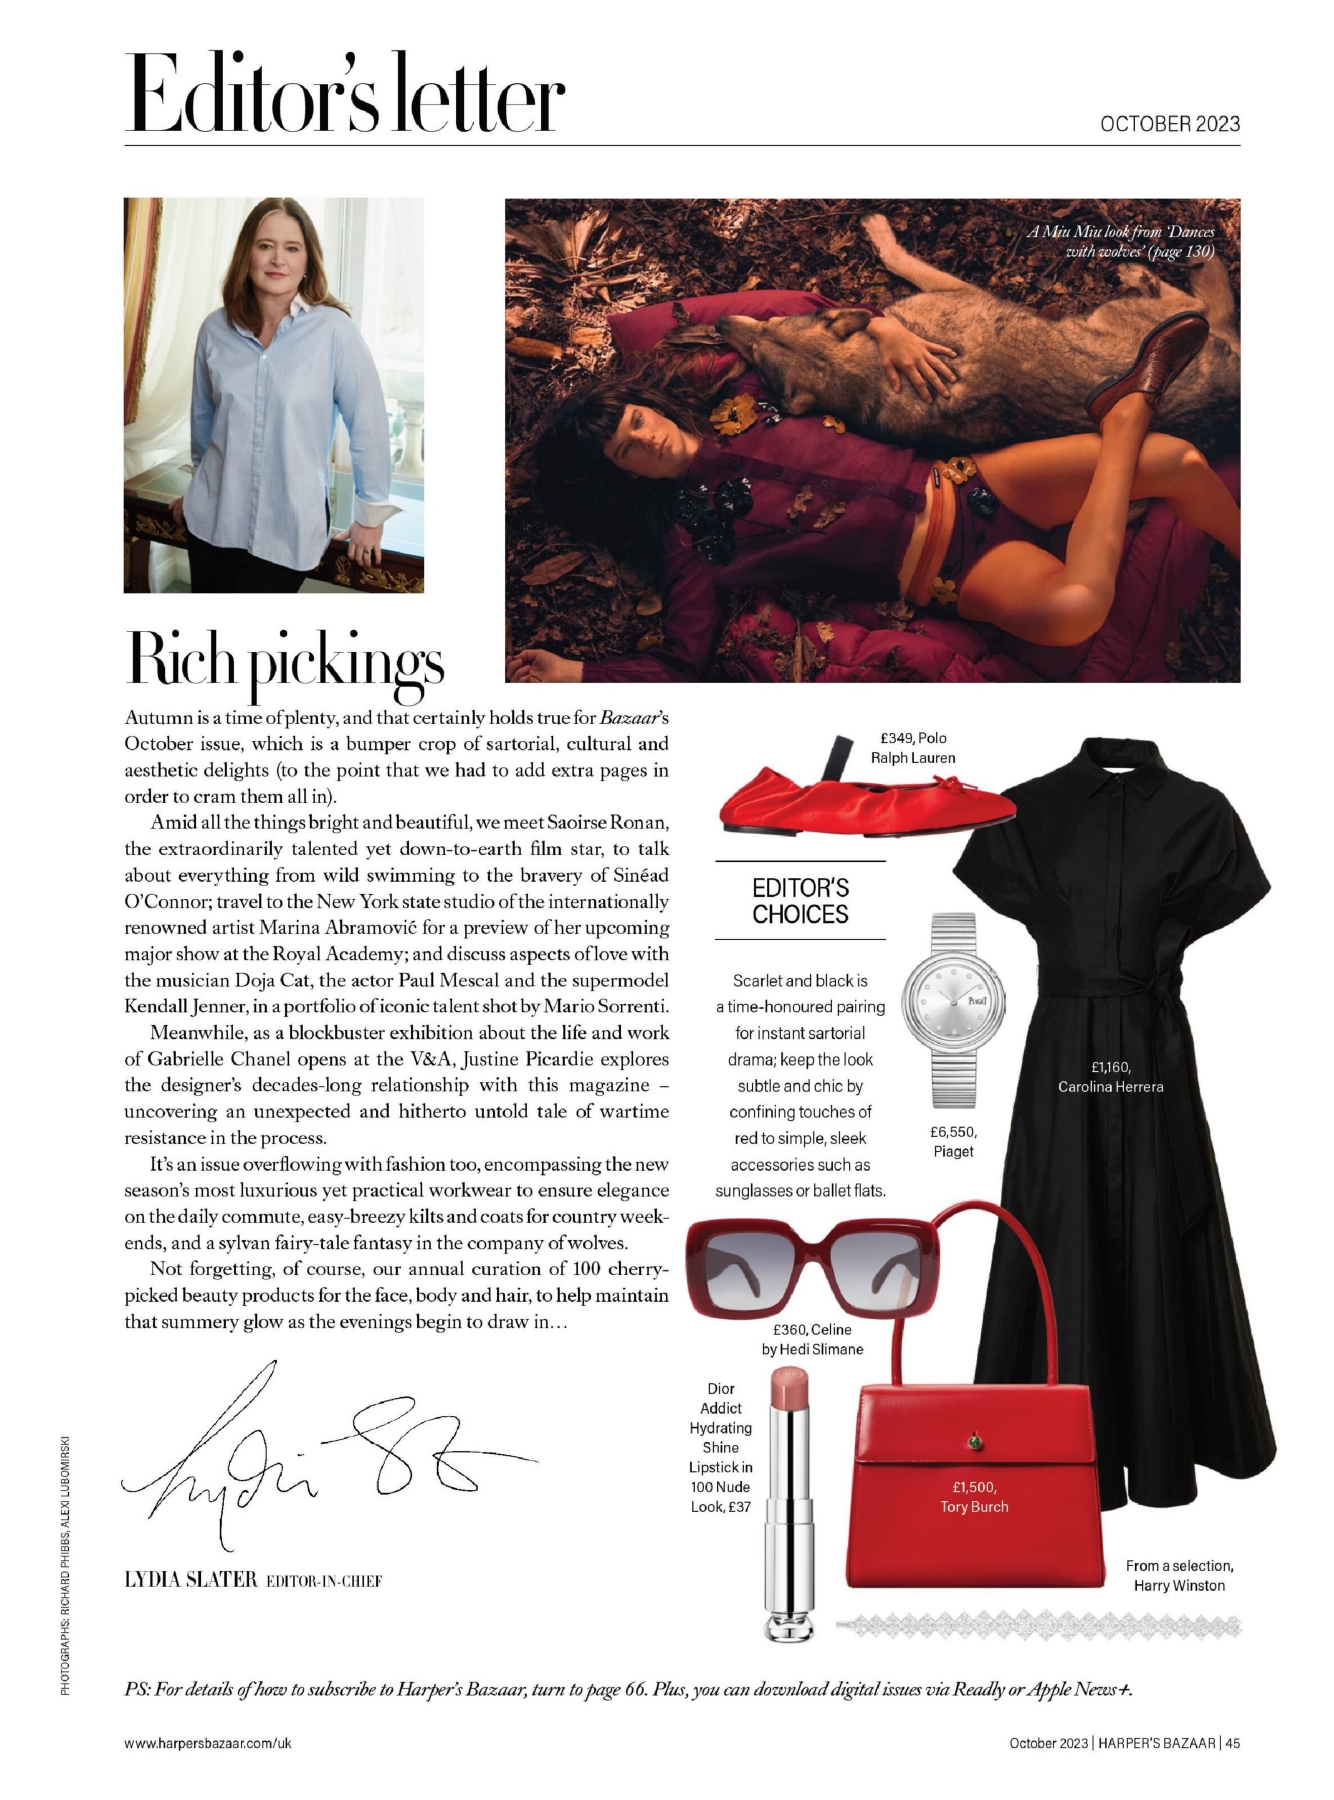 Editor's letter
OCTOBER 2023
A Miu Miu look from 'Dances
with wolves' (page 130)
Rich pickings
Autumn is a time of plenty, and that certainly holds true for Bazaar's
October issue, which is a bumper crop of sartorial, cultural and
aesthetic delights (to the point that we had to add extra pages in
order to cram them all in).
Amid all the things bright and beautiful, we meet Saoirse Ronan,
the extraordinarily talented yet down-to-earth film star, to talk
about everything from wild swimming to the bravery of Sinéad
O'Connor; travel to the New York state studio of the internationally
renowned artist Marina Abramović for a preview of her upcoming
major show at the Royal Academy; and discuss aspects of love with
the musician Doja Cat, the actor Paul Mescal and the supermodel
Kendall Jenner, in a portfolio of iconic talent shot by Mario Sorrenti.
Meanwhile, as a blockbuster exhibition about the life and work
of Gabrielle Chanel opens at the V&A, Justine Picardie explores
the designer's decades-long relationship with this magazine –
uncovering an unexpected and hitherto untold tale of wartime
resistance in the process.
It's an issue overflowing with fashion too, encompassing the new
season's most luxurious yet practical workwear to ensure elegance
on the daily commute, easy-breezy kilts and coats for country week-
ends, and a sylvan fairy-tale fantasy in the company of wolves.
Not forgetting, of course, our annual curation of 100 cherry-
picked beauty products for the face, body and hair, to help maintain
that summery glow as the evenings begin to draw in…
LYDIA SLATER EDITOR-IN-CHIEF
£349, Polo
Ralph Lauren
EDITOR'S
CHOICES
Scarlet and black is
a time-honoured pairing
for instant sartorial
drama; keep the look
subtle and chic by
confining touches of
red to simple, sleek
accessories such as
sunglasses or ballet flats.
PIAGET
£6,550,
Piaget
£1,160,
Carolina Herrera
£360, Celine
by Hedi Slimane
Dior
Addict
Hydrating
Shine
Lipstick in
100 Nude
Look, £37
£1,500,
Tory Burch
From a selection,
Harry Winston
PHOTOGRAPHS: RICHARD PHIBBS, ALEXI LUBOMIRSKI
PS: For details of how to subscribe to Harper's Bazaar, turn to page 66. Plus, you can download digital issues via Readly or Apple News+.
www.harpersbazaar.com/uk
October 2023 | HARPER'S BAZAAR | 45